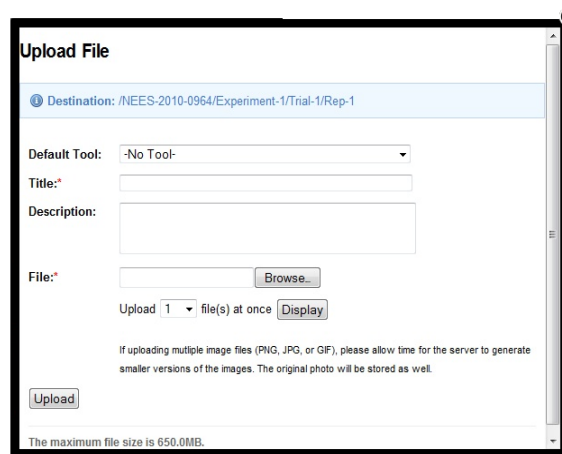 Upload File
Destination: /NEES-2010-0964/Experiment-1/Trial-1/Rep-1
Default Tool: -No Tool-
Title:*
Description:
File:* Browse...
Upload 1 file(s) at once Display
If uploading mutliple image files (PNG, JPG, or GIF), please allow time for the server to generate
smaller versions of the images. The original photo will be stored as well.
Upload
The maximum file size is 650.0MB.